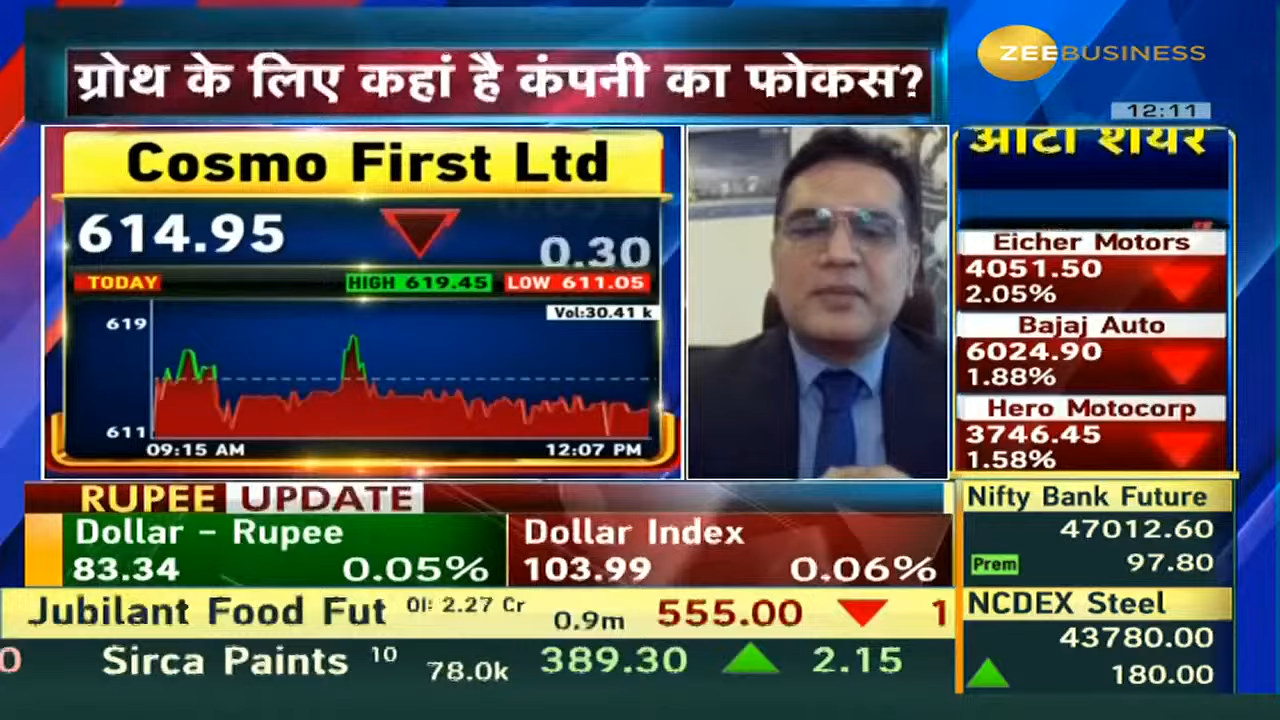 ग्रोथ के लिए कहां है कंपनी का फोकस?
ZEEBUSINESS
12:11
Cosmo First Ltd
614.95
0.30
TODAY
HIGH 619.45
LOW 611.05
Vol:30.41 k
619
611
09:15 AM
12:07 PM
ऑटो शेयर
Eicher Motors
4051.50
2.05%
Bajaj Auto
6024.90
1.88%
Hero Motocorp
3746.45
1.58%
RUPEE UPDATE
Dollar - Rupee
83.34 0.05%
Dollar Index
103.99 0.06%
Nifty Bank Future
47012.60
Prem 97.80
NCDEX Steel
43780.00
180.00
Jubilant Food Fut OI: 2.27 Cr 0.9m 555.00 1
0 Sirca Paints 10 78.0k 389.30 2.15